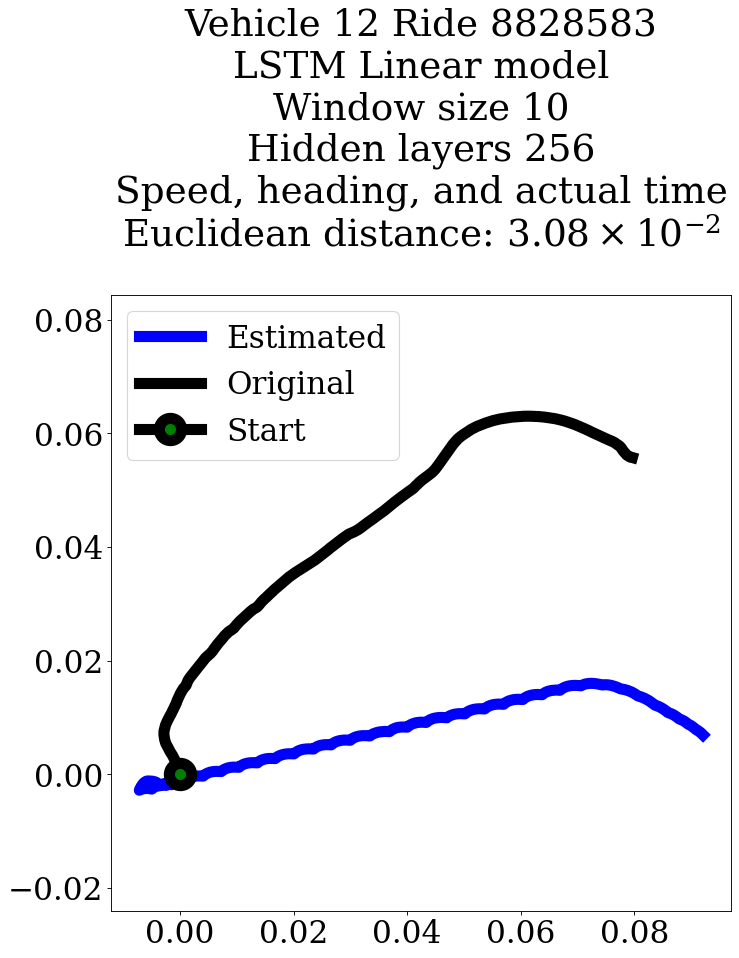 Vehicle 12 Ride 8828583
LSTM Linear model
Window size 10
Hidden layers 256
Speed, heading, and actual time
Euclidean distance: 3.08 × 10⁻²
Estimated
Original
Start
0.08
0.06
0.04
0.02
0.00
−0.02
0.00 0.02 0.04 0.06 0.08